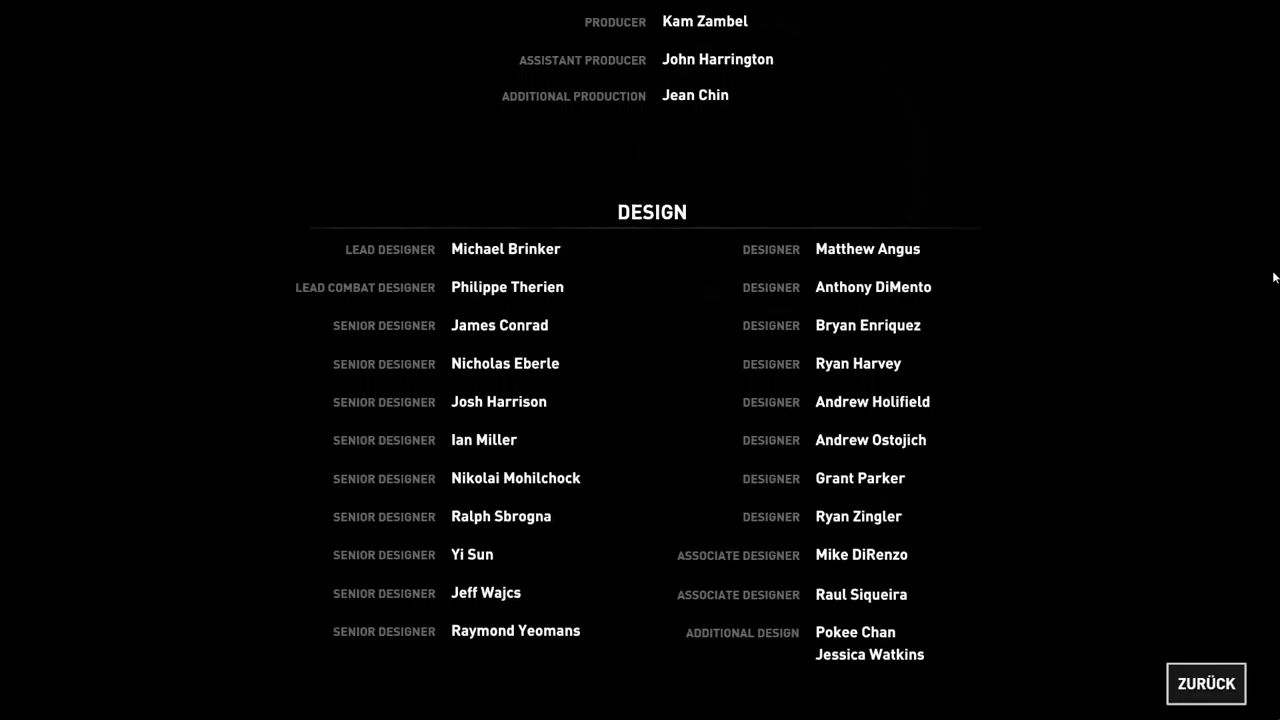 PRODUCER Kam Zambel
ASSISTANT PRODUCER John Harrington
ADDITIONAL PRODUCTION Jean Chin
DESIGN
LEAD DESIGNER Michael Brinker
LEAD COMBAT DESIGNER Philippe Therien
SENIOR DESIGNER James Conrad
SENIOR DESIGNER Nicholas Eberle
SENIOR DESIGNER Josh Harrison
SENIOR DESIGNER Ian Miller
SENIOR DESIGNER Nikolai Mohilchock
SENIOR DESIGNER Ralph Sbrogna
SENIOR DESIGNER Yi Sun
SENIOR DESIGNER Jeff Wajcs
SENIOR DESIGNER Raymond Yeomans
DESIGNER Matthew Angus
DESIGNER Anthony DiMento
DESIGNER Bryan Enriquez
DESIGNER Ryan Harvey
DESIGNER Andrew Holifield
DESIGNER Andrew Ostojich
DESIGNER Grant Parker
DESIGNER Ryan Zingler
ASSOCIATE DESIGNER Mike DiRenzo
ASSOCIATE DESIGNER Raul Siqueira
ADDITIONAL DESIGN Pokee Chan
Jessica Watkins
ZURÜCK